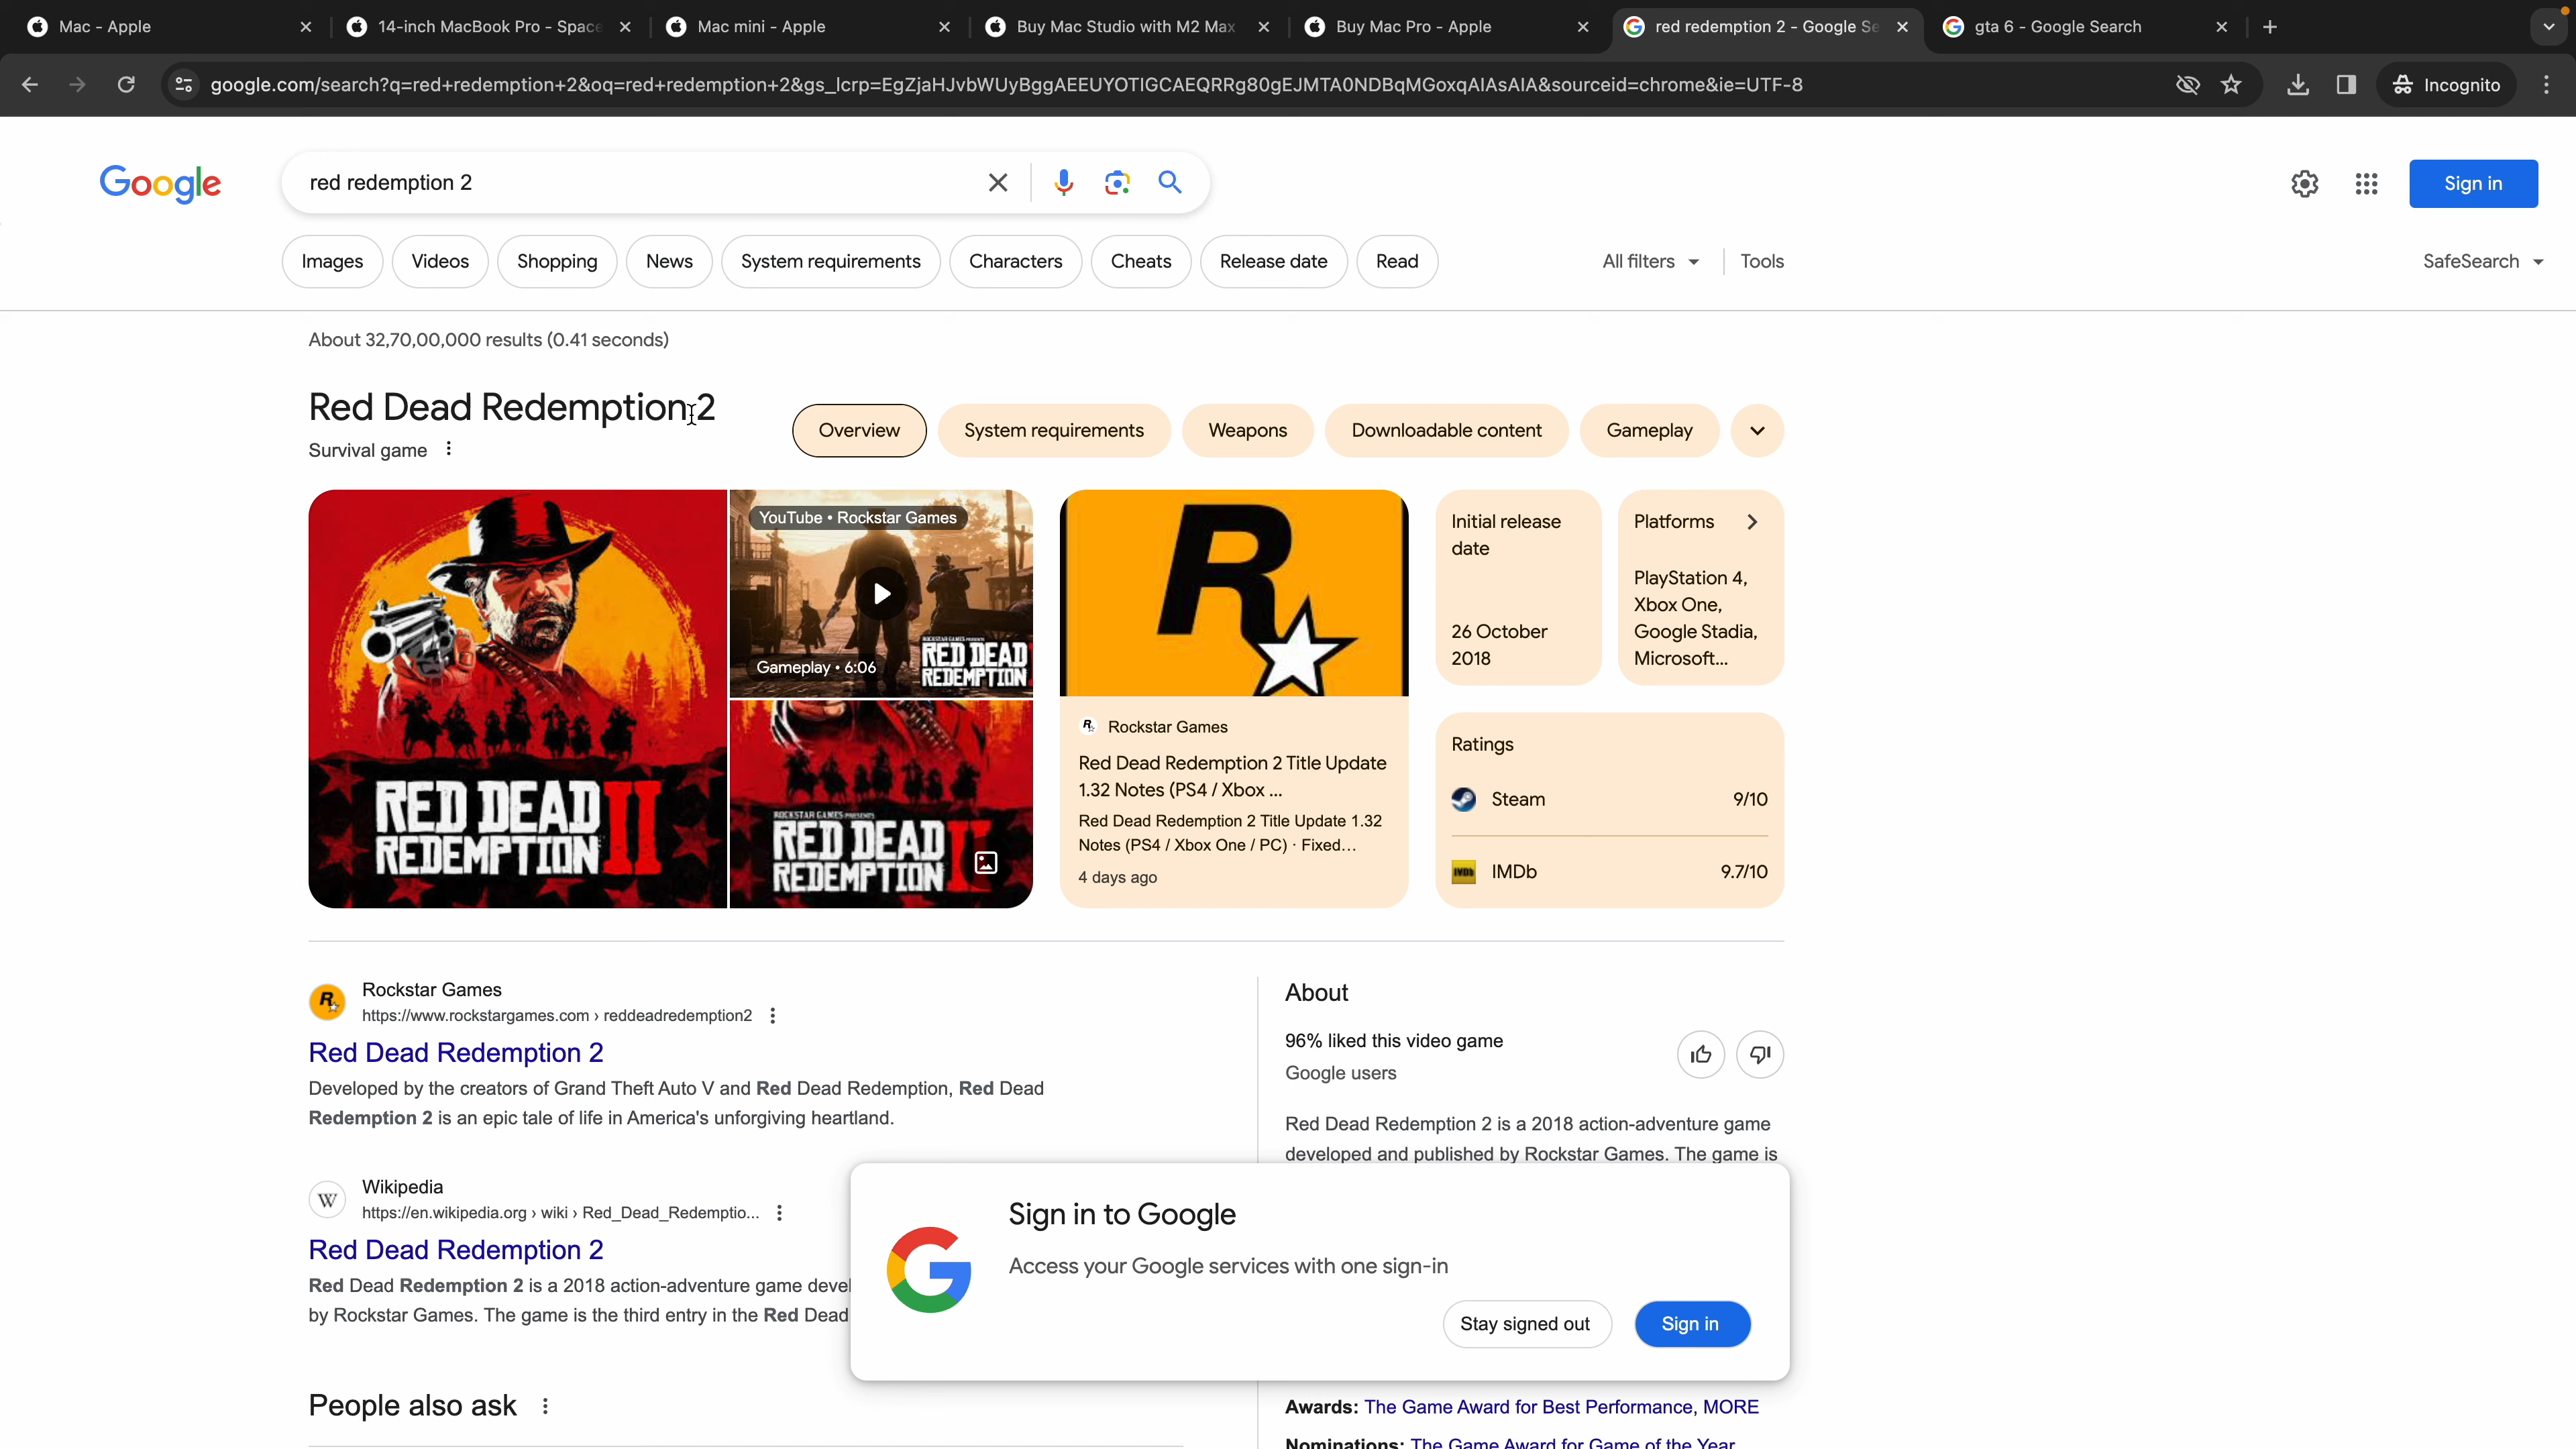 Mac - Apple
14-inch MacBook Pro - Space
Mac mini - Apple
Buy Mac Studio with M2 Max
Buy Mac Pro - Apple
red redemption 2 - Google Se
gta 6 - Google Search
google.com/search?q=red+redemption+2&oq=red+redemption+2&gs_lcrp=EgZjaHJvbWUyBggAEEUYOTIGCAEQRRg80gEJMTA0NDBqMGoxqAIAsAIA&sourceid=chrome&ie=UTF-8
Incognito
Google
red redemption 2
Sign in
Images
Videos
Shopping
News
System requirements
Characters
Cheats
Release date
Read
All filters
Tools
SafeSearch
About 32,70,00,000 results (0.41 seconds)
Red Dead Redemption 2
Survival game
Overview
System requirements
Weapons
Downloadable content
Gameplay
RED DEAD
REDEMPTION II
YouTube • Rockstar Games
Gameplay • 6:06
ROCKSTAR GAMES PRESENTS
RED DEAD
REDEMPTION
ROCKSTAR GAMES PRESENTS
RED DEAD
REDEMPTION II
R
Rockstar Games
Red Dead Redemption 2 Title Update
1.32 Notes (PS4 / Xbox ...
Red Dead Redemption 2 Title Update 1.32
Notes (PS4 / Xbox One / PC) · Fixed...
4 days ago
Initial release
date
26 October
2018
Platforms
PlayStation 4,
Xbox One,
Google Stadia,
Microsoft...
Ratings
Steam 9/10
IMDb IMDb 9.7/10
Rockstar Games
https://www.rockstargames.com › reddeadredemption2
Red Dead Redemption 2
Developed by the creators of Grand Theft Auto V and Red Dead Redemption, Red Dead
Redemption 2 is an epic tale of life in America's unforgiving heartland.
W
Wikipedia
https://en.wikipedia.org › wiki › Red_Dead_Redemptio...
Red Dead Redemption 2
Red Dead Redemption 2 is a 2018 action-adventure game devel
by Rockstar Games. The game is the third entry in the Red Dead
People also ask
About
96% liked this video game
Google users
Red Dead Redemption 2 is a 2018 action-adventure game
developed and published by Rockstar Games. The game is
Sign in to Google
Access your Google services with one sign-in
Stay signed out
Sign in
Awards: The Game Award for Best Performance, MORE
Nominations: The Game Award for Game of the Year